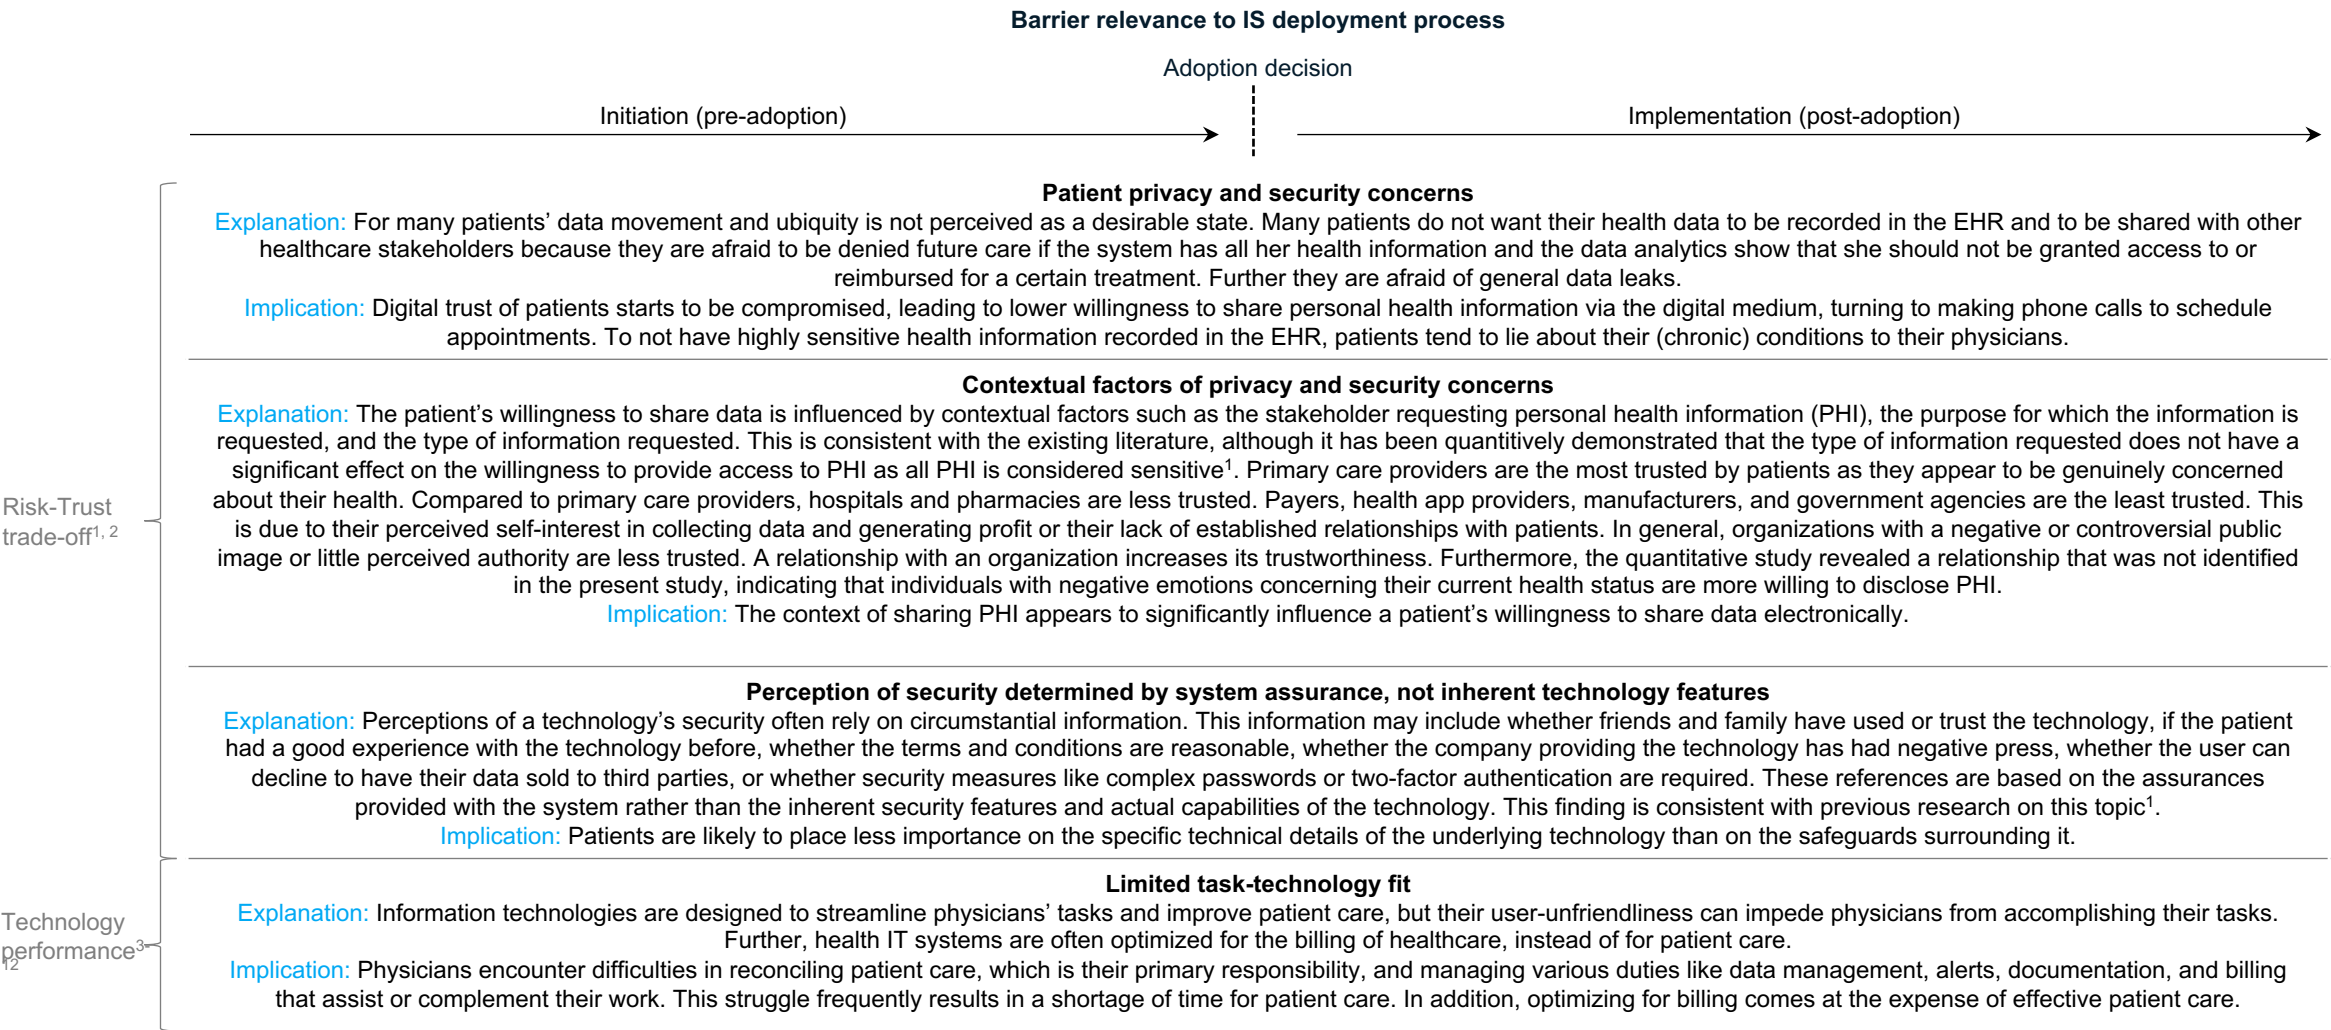 Barrier relevance to IS deployment process
Adoption decision
Initiation (pre-adoption)
Implementation (post-adoption)
Risk-Trust
trade-off1, 2
Patient privacy and security concerns
Explanation: For many patients’ data movement and ubiquity is not perceived as a desirable state. Many patients do not want their health data to be recorded in the EHR and to be shared with other
healthcare stakeholders because they are afraid to be denied future care if the system has all her health information and the data analytics show that she should not be granted access to or
reimbursed for a certain treatment. Further they are afraid of general data leaks.
Implication: Digital trust of patients starts to be compromised, leading to lower willingness to share personal health information via the digital medium, turning to making phone calls to schedule
appointments. To not have highly sensitive health information recorded in the EHR, patients tend to lie about their (chronic) conditions to their physicians.
Contextual factors of privacy and security concerns
Explanation: The patient’s willingness to share data is influenced by contextual factors such as the stakeholder requesting personal health information (PHI), the purpose for which the information is
requested, and the type of information requested. This is consistent with the existing literature, although it has been quantitively demonstrated that the type of information requested does not have a
significant effect on the willingness to provide access to PHI as all PHI is considered sensitive1. Primary care providers are the most trusted by patients as they appear to be genuinely concerned
about their health. Compared to primary care providers, hospitals and pharmacies are less trusted. Payers, health app providers, manufacturers, and government agencies are the least trusted. This
is due to their perceived self-interest in collecting data and generating profit or their lack of established relationships with patients. In general, organizations with a negative or controversial public
image or little perceived authority are less trusted. A relationship with an organization increases its trustworthiness. Furthermore, the quantitative study revealed a relationship that was not identified
in the present study, indicating that individuals with negative emotions concerning their current health status are more willing to disclose PHI.
Implication: The context of sharing PHI appears to significantly influence a patient’s willingness to share data electronically.
Perception of security determined by system assurance, not inherent technology features
Explanation: Perceptions of a technology’s security often rely on circumstantial information. This information may include whether friends and family have used or trust the technology, if the patient
had a good experience with the technology before, whether the terms and conditions are reasonable, whether the company providing the technology has had negative press, whether the user can
decline to have their data sold to third parties, or whether security measures like complex passwords or two-factor authentication are required. These references are based on the assurances
provided with the system rather than the inherent security features and actual capabilities of the technology. This finding is consistent with previous research on this topic1.
Implication: Patients are likely to place less importance on the specific technical details of the underlying technology than on the safeguards surrounding it.
Technology
performance3-
12
Limited task-technology fit
Explanation: Information technologies are designed to streamline physicians’ tasks and improve patient care, but their user-unfriendliness can impede physicians from accomplishing their tasks.
Further, health IT systems are often optimized for the billing of healthcare, instead of for patient care.
Implication: Physicians encounter difficulties in reconciling patient care, which is their primary responsibility, and managing various duties like data management, alerts, documentation, and billing
that assist or complement their work. This struggle frequently results in a shortage of time for patient care. In addition, optimizing for billing comes at the expense of effective patient care.